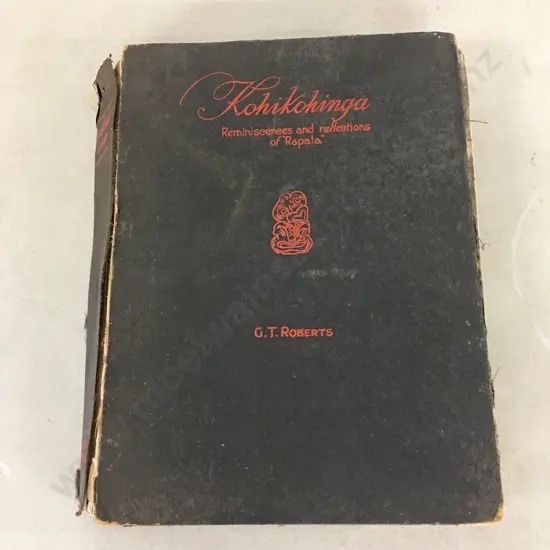 Kohikohinga
Reminiscences and reflections
of "Rapata"
G.T. ROBERTS